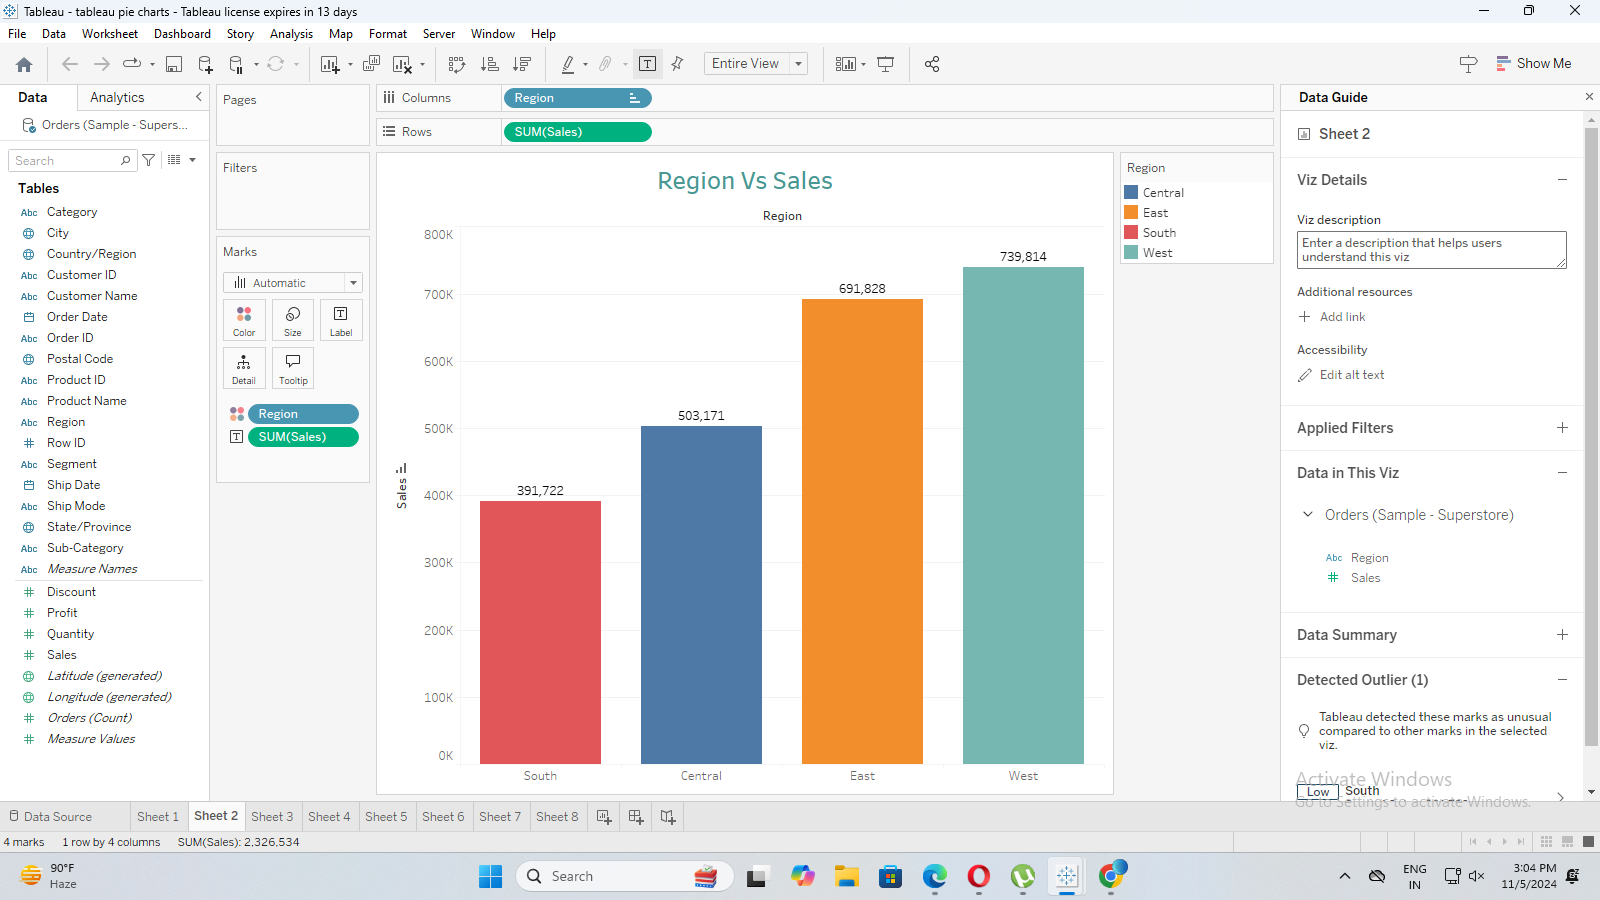 Tableau - tableau pie charts - Tableau license expires in 13 days
File Data Worksheet Dashboard Story Analysis Map Format Server Window Help
Entire View
Show Me
Data Analytics
Orders (Sample - Supers...
Search
Tables
Abc Category
City
Country/Region
Abc Customer ID
Abc Customer Name
Order Date
Abc Order ID
Postal Code
Abc Product ID
Abc Product Name
Abc Region
# Row ID
Abc Segment
Ship Date
Abc Ship Mode
State/Province
Abc Sub-Category
Abc Measure Names
# Discount
# Profit
# Quantity
# Sales
Latitude (generated)
Longitude (generated)
# Orders (Count)
# Measure Values
Pages
Filters
Marks
Automatic
Color Size Label
Detail Tooltip
Region
SUM(Sales)
Columns Region
Rows SUM(Sales)
Region Vs Sales
Region
800K
700K
600K
500K
400K
300K
200K
100K
0K
Sales
391,722
503,171
691,828
739,814
South Central East West
Region
Central
East
South
West
Data Guide
Sheet 2
Viz Details
Viz description
Enter a description that helps users
understand this viz
Additional resources
Add link
Accessibility
Edit alt text
Applied Filters
Data in This Viz
Orders (Sample - Superstore)
Abc Region
# Sales
Data Summary
Detected Outlier (1)
Tableau detected these marks as unusual
compared to other marks in the selected
viz.
Low South
Activate Windows
Go to Settings to activate Windows.
Data Source Sheet 1 Sheet 2 Sheet 3 Sheet 4 Sheet 5 Sheet 6 Sheet 7 Sheet 8
4 marks 1 row by 4 columns SUM(Sales): 2,326,534
90°F
Haze
Search
ENG
IN
3:04 PM
11/5/2024